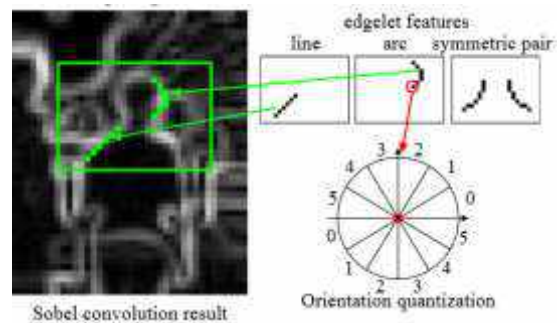 edgelet features
line arc symmetric pair
3 2
4 1
5 0
0 5
1 4
2 3
Sobel convolution result
Orientation quantization